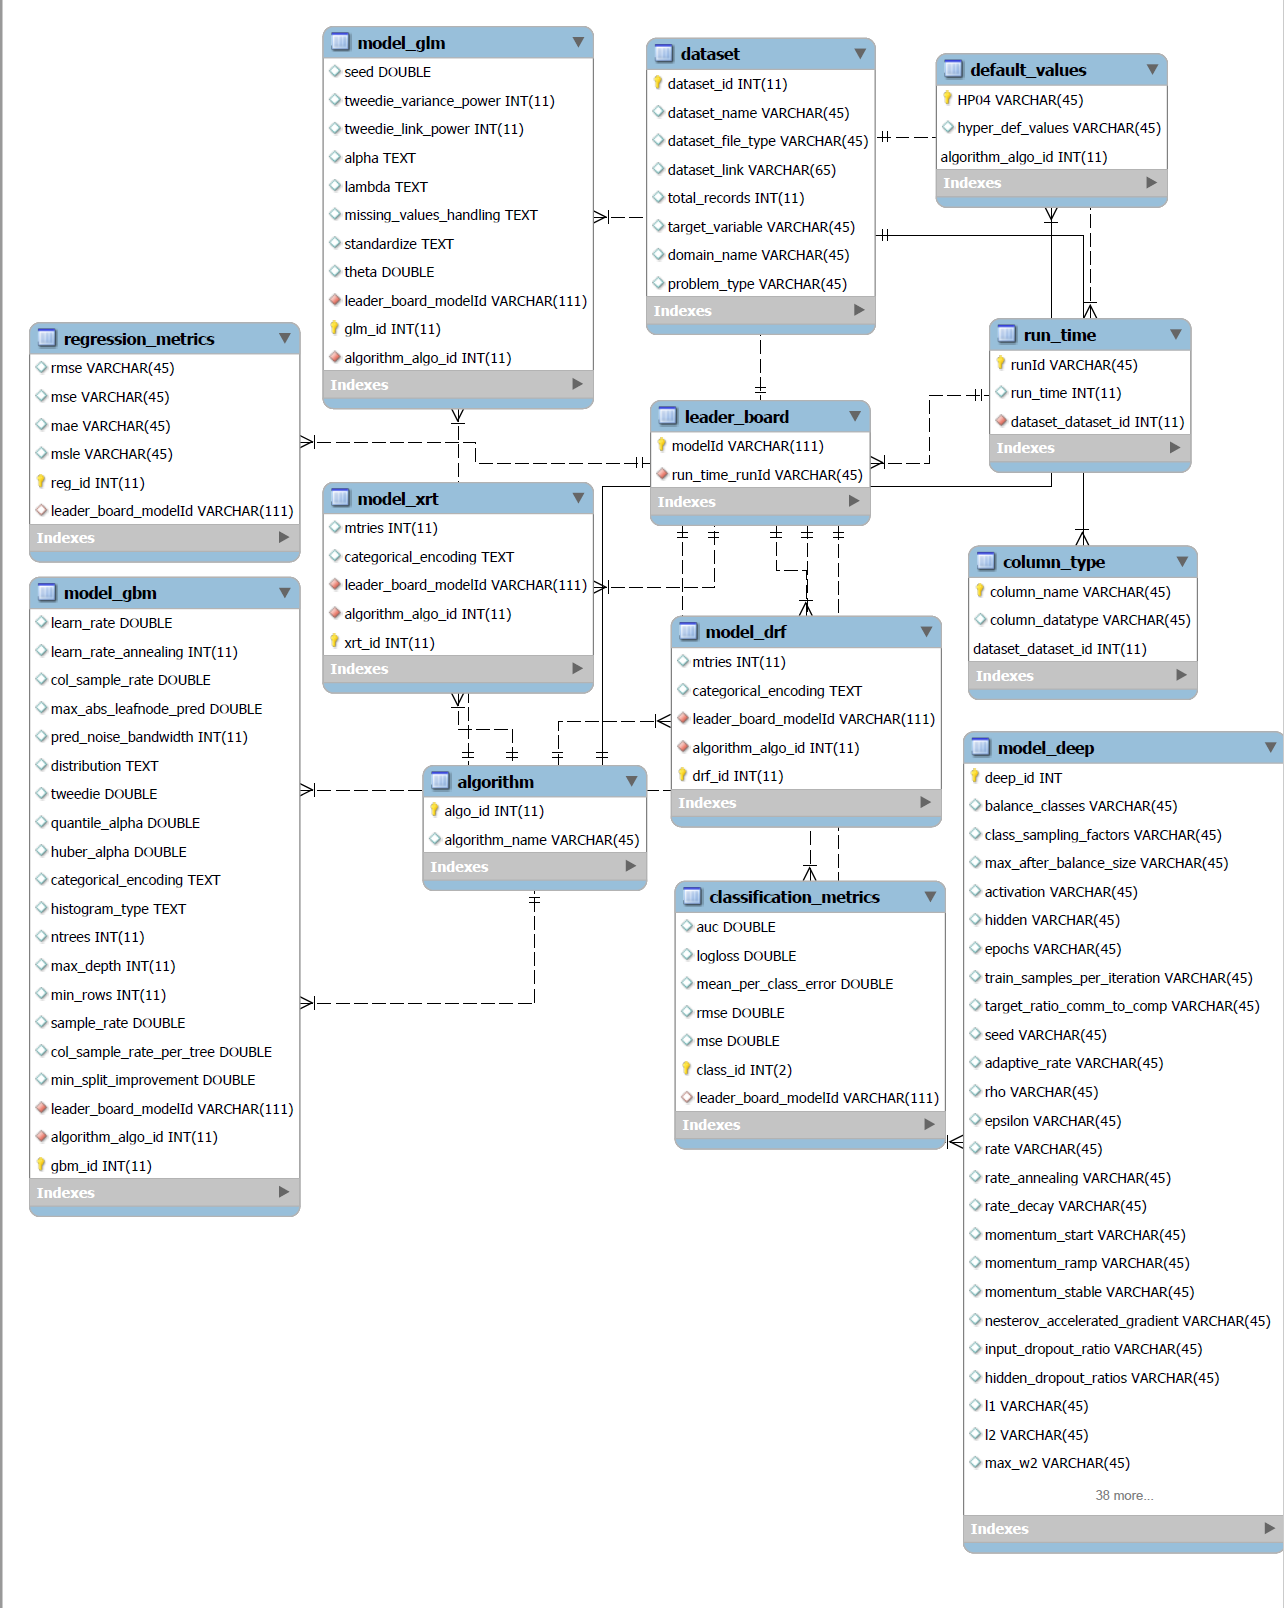 model_glm
seed DOUBLE
tweedie_variance_power INT(11)
tweedie_link_power INT(11)
alpha TEXT
lambda TEXT
missing_values_handling TEXT
standardize TEXT
theta DOUBLE
leader_board_modelId VARCHAR(111)
glm_id INT(11)
algorithm_algo_id INT(11)
Indexes
dataset
dataset_id INT(11)
dataset_name VARCHAR(45)
dataset_file_type VARCHAR(45)
dataset_link VARCHAR(65)
total_records INT(11)
target_variable VARCHAR(45)
domain_name VARCHAR(45)
problem_type VARCHAR(45)
Indexes
default_values
HP04 VARCHAR(45)
hyper_def_values VARCHAR(45)
algorithm_algo_id INT(11)
Indexes
regression_metrics
rmse VARCHAR(45)
mse VARCHAR(45)
mae VARCHAR(45)
msle VARCHAR(45)
reg_id INT(11)
leader_board_modelId VARCHAR(111)
Indexes
run_time
runId VARCHAR(45)
run_time INT(11)
dataset_dataset_id INT(11)
Indexes
leader_board
modelId VARCHAR(111)
run_time_runId VARCHAR(45)
Indexes
model_xrt
mtries INT(11)
categorical_encoding TEXT
leader_board_modelId VARCHAR(111)
algorithm_algo_id INT(11)
xrt_id INT(11)
Indexes
column_type
column_name VARCHAR(45)
column_datatype VARCHAR(45)
dataset_dataset_id INT(11)
Indexes
model_gbm
learn_rate DOUBLE
learn_rate_annealing INT(11)
col_sample_rate DOUBLE
max_abs_leafnode_pred DOUBLE
pred_noise_bandwidth INT(11)
distribution TEXT
tweedie DOUBLE
quantile_alpha DOUBLE
huber_alpha DOUBLE
categorical_encoding TEXT
histogram_type TEXT
ntrees INT(11)
max_depth INT(11)
min_rows INT(11)
sample_rate DOUBLE
col_sample_rate_per_tree DOUBLE
min_split_improvement DOUBLE
leader_board_modelId VARCHAR(111)
algorithm_algo_id INT(11)
gbm_id INT(11)
Indexes
model_drf
mtries INT(11)
categorical_encoding TEXT
leader_board_modelId VARCHAR(111)
algorithm_algo_id INT(11)
drf_id INT(11)
Indexes
algorithm
algo_id INT(11)
algorithm_name VARCHAR(45)
Indexes
classification_metrics
auc DOUBLE
logloss DOUBLE
mean_per_class_error DOUBLE
rmse DOUBLE
mse DOUBLE
class_id INT(2)
leader_board_modelId VARCHAR(111)
Indexes
model_deep
deep_id INT
balance_classes VARCHAR(45)
class_sampling_factors VARCHAR(45)
max_after_balance_size VARCHAR(45)
activation VARCHAR(45)
hidden VARCHAR(45)
epochs VARCHAR(45)
train_samples_per_iteration VARCHAR(45)
target_ratio_comm_to_comp VARCHAR(45)
seed VARCHAR(45)
adaptive_rate VARCHAR(45)
rho VARCHAR(45)
epsilon VARCHAR(45)
rate VARCHAR(45)
rate_annealing VARCHAR(45)
rate_decay VARCHAR(45)
momentum_start VARCHAR(45)
momentum_ramp VARCHAR(45)
momentum_stable VARCHAR(45)
nesterov_accelerated_gradient VARCHAR(45)
input_dropout_ratio VARCHAR(45)
hidden_dropout_ratios VARCHAR(45)
l1 VARCHAR(45)
l2 VARCHAR(45)
max_w2 VARCHAR(45)
38 more...
Indexes